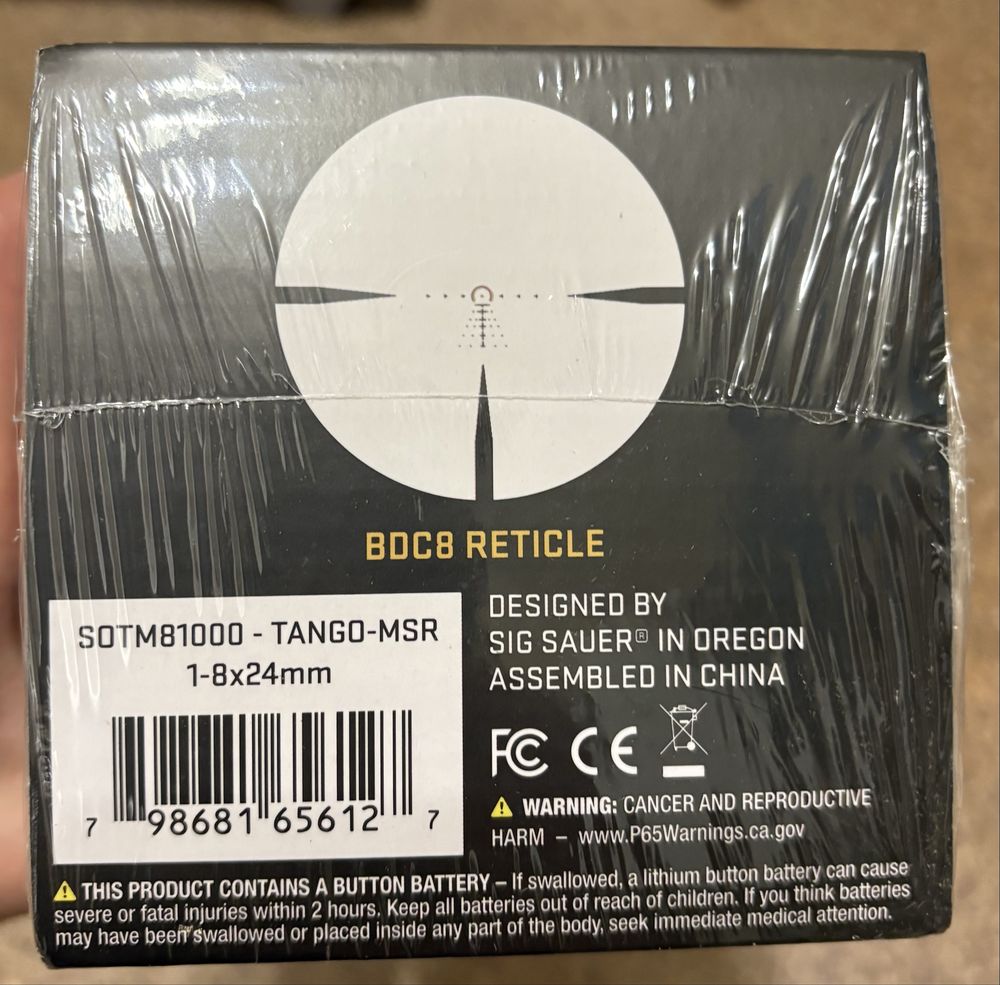 BDC8 RETICLE
SOTM81000 - TANGO-MSR
1-8x24mm
7 98681 65612 7
DESIGNED BY
SIG SAUER® IN OREGON
ASSEMBLED IN CHINA
FC CE
WARNING: CANCER AND REPRODUCTIVE
HARM – www.P65Warnings.ca.gov
THIS PRODUCT CONTAINS A BUTTON BATTERY – If swallowed, a lithium button battery can cause
severe or fatal injuries within 2 hours. Keep all batteries out of reach of children. If you think batteries
may have been swallowed or placed inside any part of the body, seek immediate medical attention.